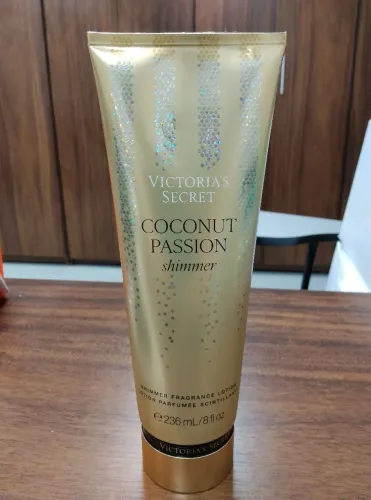 VICTORIA'S
SECRET
COCONUT
PASSION
shimmer
SHIMMER FRAGRANCE LOTION
LOTION PARFUMÉE SCINTILLANTE
℮ 236 mL/8 fl oz
VICTORIA'S SECRET